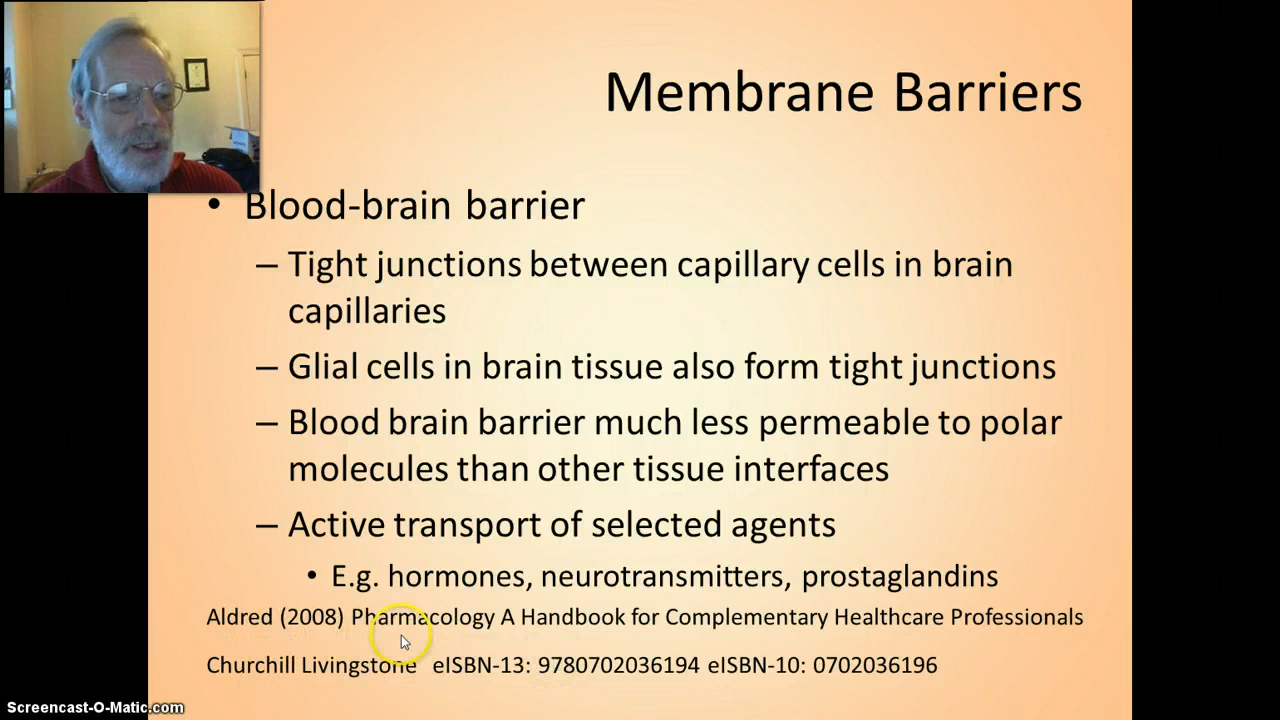 Membrane Barriers
• Blood-brain barrier
– Tight junctions between capillary cells in brain
capillaries
– Glial cells in brain tissue also form tight junctions
– Blood brain barrier much less permeable to polar
molecules than other tissue interfaces
– Active transport of selected agents
• E.g. hormones, neurotransmitters, prostaglandins
Aldred (2008) Pharmacology A Handbook for Complementary Healthcare Professionals
Churchill Livingstone eISBN-13: 9780702036194 eISBN-10: 0702036196
Screencast-O-Matic.com